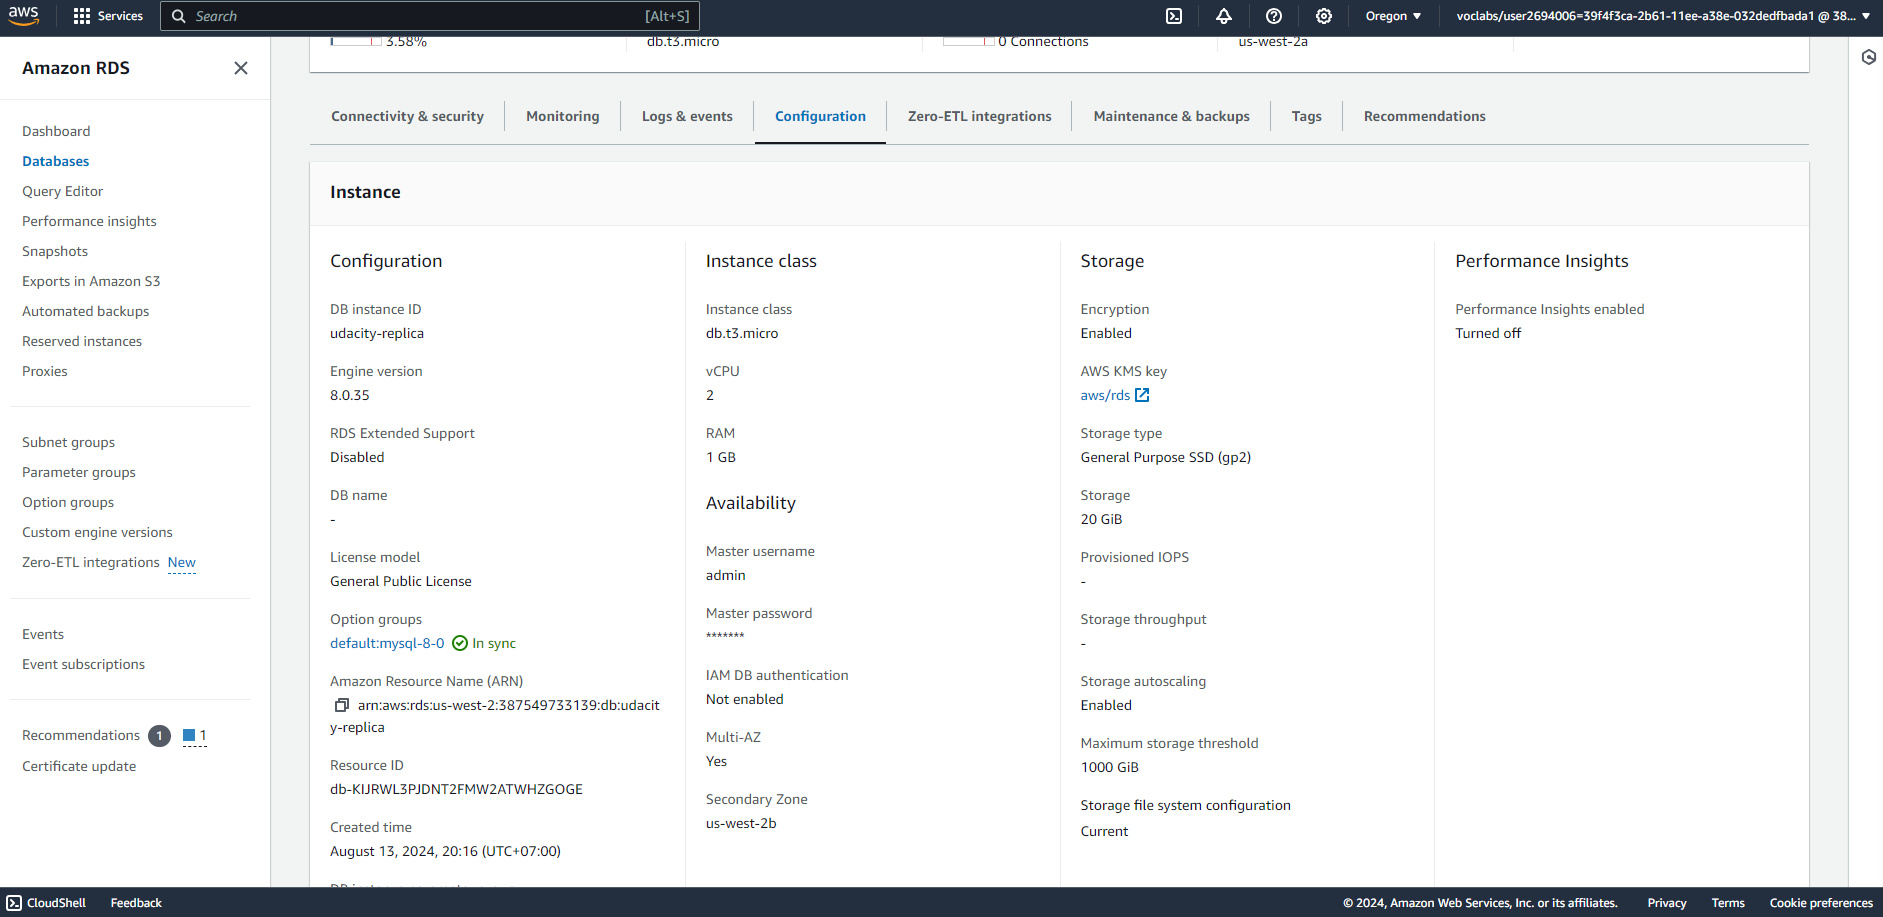 aws
Services
Search
[Alt+S]
Oregon
voclabs/user2694006=39f4f3ca-2b61-11ee-a38e-032dedfbada1 @ 38...
Amazon RDS
Dashboard
Databases
Query Editor
Performance insights
Snapshots
Exports in Amazon S3
Automated backups
Reserved instances
Proxies
Subnet groups
Parameter groups
Option groups
Custom engine versions
Zero-ETL integrations New
Events
Event subscriptions
Recommendations 1 1
Certificate update
3.58%
db.t3.micro
0 Connections
us-west-2a
Connectivity & security
Monitoring
Logs & events
Configuration
Zero-ETL integrations
Maintenance & backups
Tags
Recommendations
Instance
Configuration
DB instance ID
udacity-replica
Engine version
8.0.35
RDS Extended Support
Disabled
DB name
-
License model
General Public License
Option groups
default:mysql-8-0 In sync
Amazon Resource Name (ARN)
arn:aws:rds:us-west-2:387549733139:db:udacit
y-replica
Resource ID
db-KIJRWL3PJDNT2FMW2ATWHZGOGE
Created time
August 13, 2024, 20:16 (UTC+07:00)
Instance class
Instance class
db.t3.micro
vCPU
2
RAM
1 GB
Availability
Master username
admin
Master password
*******
IAM DB authentication
Not enabled
Multi-AZ
Yes
Secondary Zone
us-west-2b
Storage
Encryption
Enabled
AWS KMS key
aws/rds
Storage type
General Purpose SSD (gp2)
Storage
20 GiB
Provisioned IOPS
-
Storage throughput
-
Storage autoscaling
Enabled
Maximum storage threshold
1000 GiB
Storage file system configuration
Current
Performance Insights
Performance Insights enabled
Turned off
CloudShell
Feedback
© 2024, Amazon Web Services, Inc. or its affiliates.
Privacy
Terms
Cookie preferences